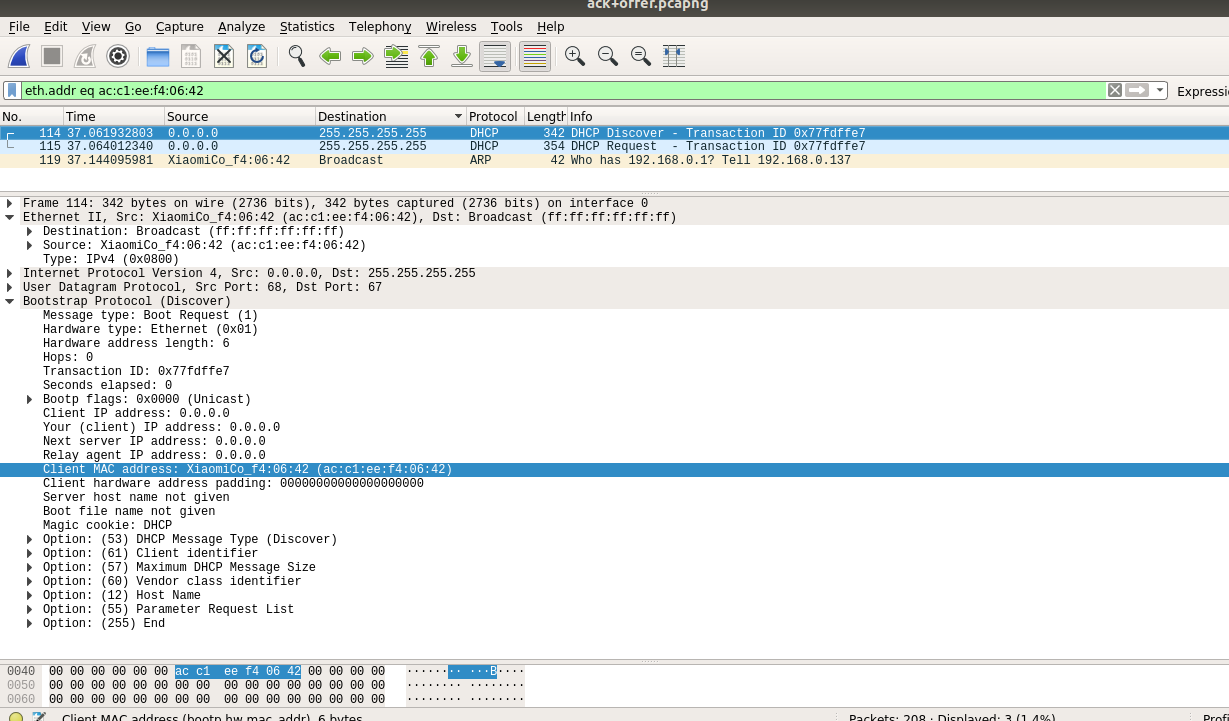 ack+offer.pcapng
File Edit View Go Capture Analyze Statistics Telephony Wireless Tools Help
eth.addr eq ac:c1:ee:f4:06:42
No. Time Source Destination Protocol Length Info
114 37.061932803 0.0.0.0 255.255.255.255 DHCP 342 DHCP Discover - Transaction ID 0x77fdffe7
115 37.064012340 0.0.0.0 255.255.255.255 DHCP 354 DHCP Request - Transaction ID 0x77fdffe7
119 37.144095981 XiaomiCo_f4:06:42 Broadcast ARP 42 Who has 192.168.0.1? Tell 192.168.0.137
Frame 114: 342 bytes on wire (2736 bits), 342 bytes captured (2736 bits) on interface 0
Ethernet II, Src: XiaomiCo_f4:06:42 (ac:c1:ee:f4:06:42), Dst: Broadcast (ff:ff:ff:ff:ff:ff)
Destination: Broadcast (ff:ff:ff:ff:ff:ff)
Source: XiaomiCo_f4:06:42 (ac:c1:ee:f4:06:42)
Type: IPv4 (0x0800)
Internet Protocol Version 4, Src: 0.0.0.0, Dst: 255.255.255.255
User Datagram Protocol, Src Port: 68, Dst Port: 67
Bootstrap Protocol (Discover)
Message type: Boot Request (1)
Hardware type: Ethernet (0x01)
Hardware address length: 6
Hops: 0
Transaction ID: 0x77fdffe7
Seconds elapsed: 0
Bootp flags: 0x0000 (Unicast)
Client IP address: 0.0.0.0
Your (client) IP address: 0.0.0.0
Next server IP address: 0.0.0.0
Relay agent IP address: 0.0.0.0
Client MAC address: XiaomiCo_f4:06:42 (ac:c1:ee:f4:06:42)
Client hardware address padding: 00000000000000000000
Server host name not given
Boot file name not given
Magic cookie: DHCP
Option: (53) DHCP Message Type (Discover)
Option: (61) Client identifier
Option: (57) Maximum DHCP Message Size
Option: (60) Vendor class identifier
Option: (12) Host Name
Option: (55) Parameter Request List
Option: (255) End
0040 00 00 00 00 00 00 ac c1 ee f4 06 42 00 00 00 00 ········ ···B····
0050 00 00 00 00 00 00 00 00 00 00 00 00 00 00 00 00 ········ ········
0060 00 00 00 00 00 00 00 00 00 00 00 00 00 00 00 00 ········ ········
Client MAC address (bootp.hw.mac_addr), 6 bytes Packets: 208 · Displayed: 3 (1.4%)